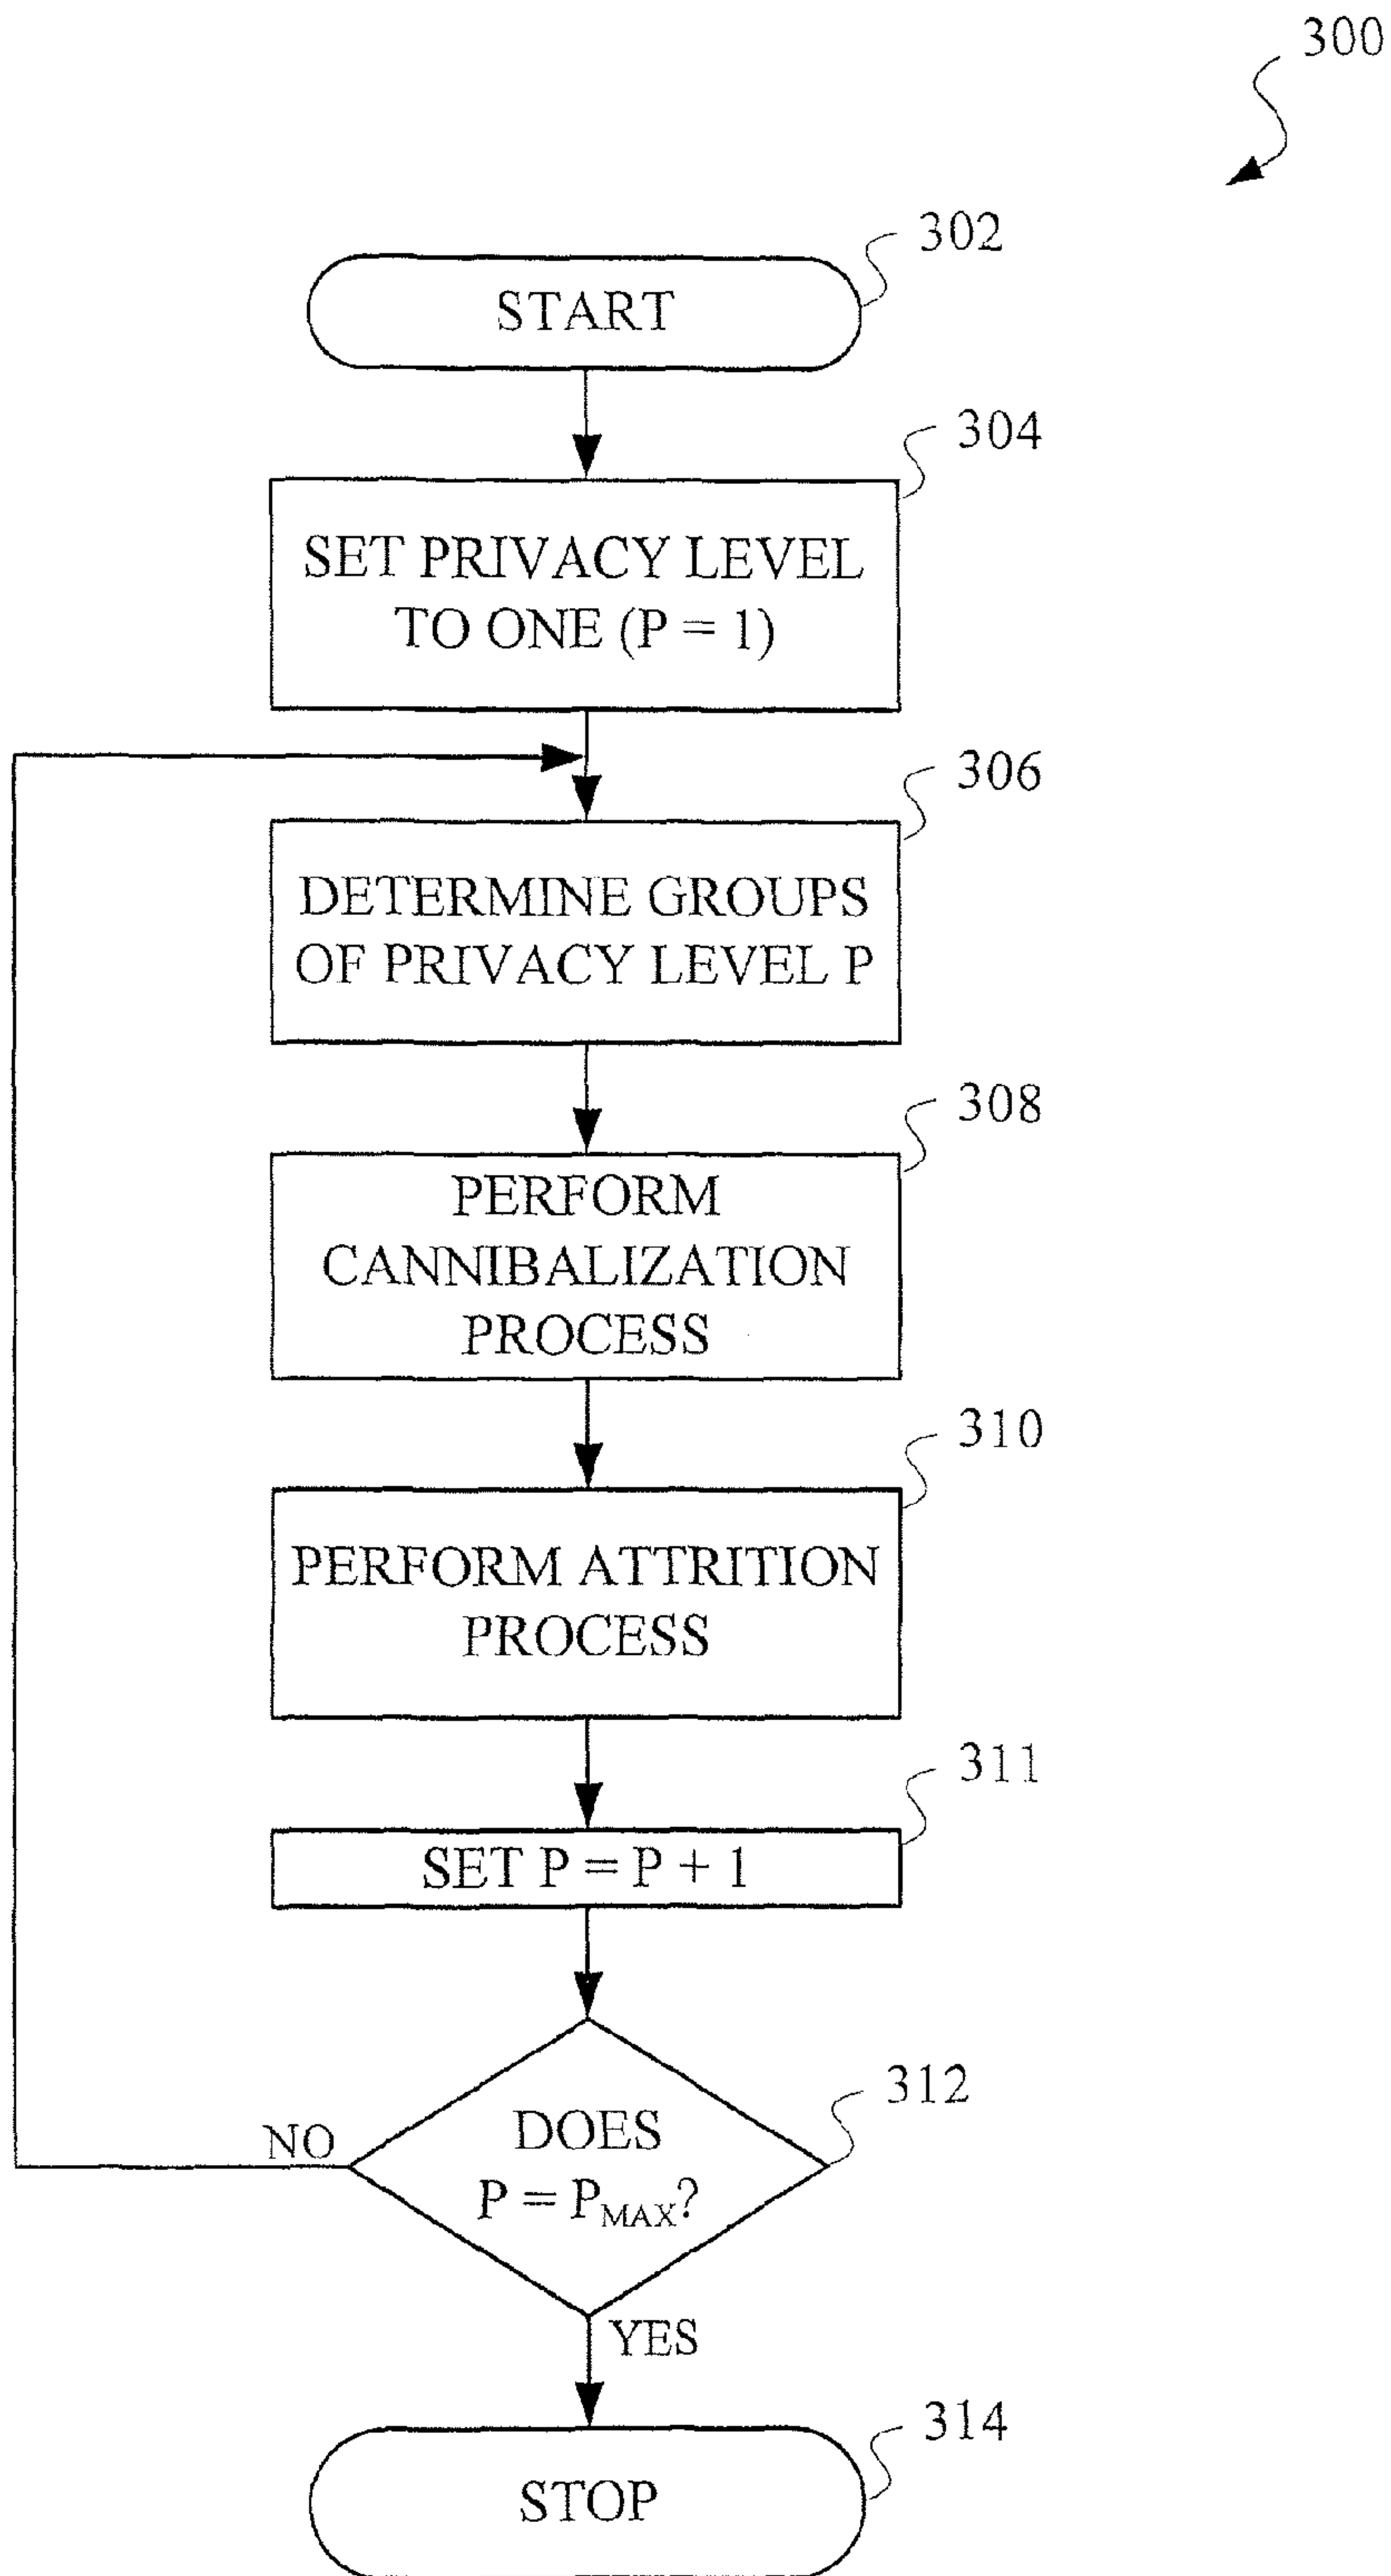 300
302
START
304
SET PRIVACY LEVEL
TO ONE (P = 1)
306
DETERMINE GROUPS
OF PRIVACY LEVEL P
308
PERFORM
CANNIBALIZATION
PROCESS
310
PERFORM ATTRITION
PROCESS
311
SET P = P + 1
312
DOES
P = PMAX?
NO
YES
314
STOP